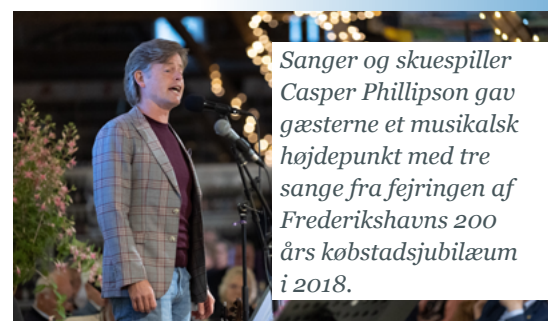 Sanger og skuespiller
Casper Phillipson gav
gæsterne et musikalsk
højdepunkt med tre
sange fra fejringen af
Frederikshavns 200
års købstadsjubilæum
i 2018.